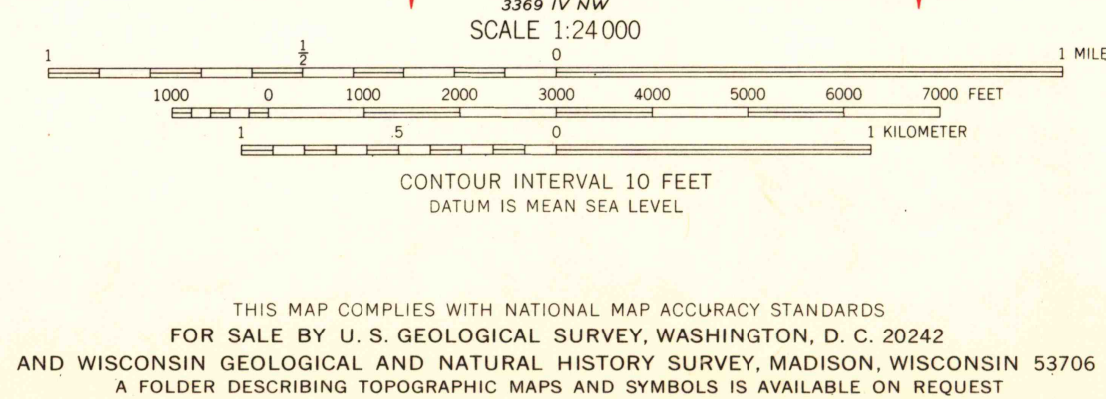 3369 IV NW
SCALE 1:24 000
1 ½ 0 1 MILE
1000 0 1000 2000 3000 4000 5000 6000 7000 FEET
1 .5 0 1 KILOMETER
CONTOUR INTERVAL 10 FEET
DATUM IS MEAN SEA LEVEL
THIS MAP COMPLIES WITH NATIONAL MAP ACCURACY STANDARDS
FOR SALE BY U. S. GEOLOGICAL SURVEY, WASHINGTON, D. C. 20242
AND WISCONSIN GEOLOGICAL AND NATURAL HISTORY SURVEY, MADISON, WISCONSIN 53706
A FOLDER DESCRIBING TOPOGRAPHIC MAPS AND SYMBOLS IS AVAILABLE ON REQUEST